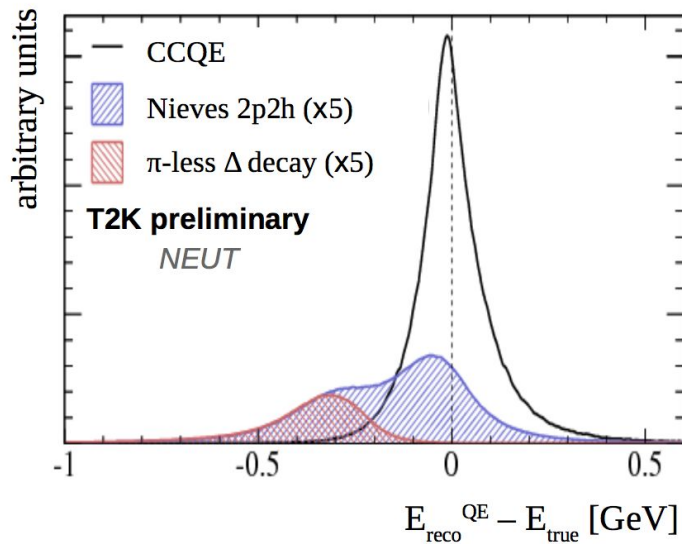 arbitrary units
CCQE
Nieves 2p2h (x5)
π-less Δ decay (x5)
T2K preliminary
NEUT
-1 -0.5 0 0.5
E_reco^QE – E_true [GeV]